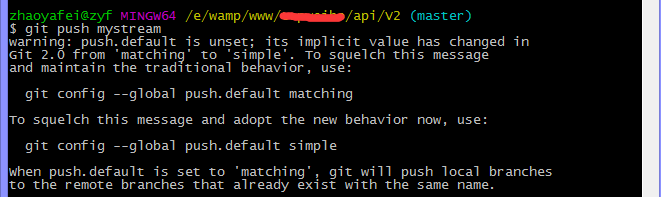 zhaoyafei@zyf MINGW64 /e/wamp/www/ /api/v2 (master)
$ git push mystream
warning: push.default is unset; its implicit value has changed in
Git 2.0 from 'matching' to 'simple'. To squelch this message
and maintain the traditional behavior, use:
git config --global push.default matching
To squelch this message and adopt the new behavior now, use:
git config --global push.default simple
When push.default is set to 'matching', git will push local branches
to the remote branches that already exist with the same name.